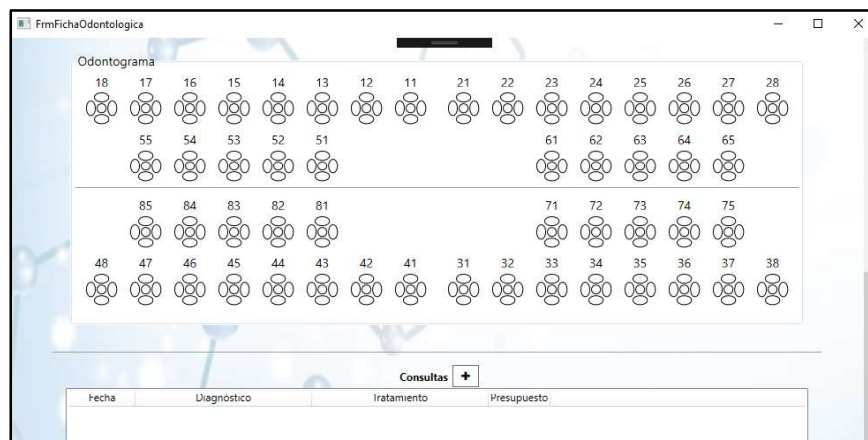 FrmFichaOdontologica
Odontograma
18 17 16 15 14 13 12 11 21 22 23 24 25 26 27 28
55 54 53 52 51 61 62 63 64 65
85 84 83 82 81 71 72 73 74 75
48 47 46 45 44 43 42 41 31 32 33 34 35 36 37 38
Consultas +
Fecha Diagnóstico Tratamiento Presupuesto